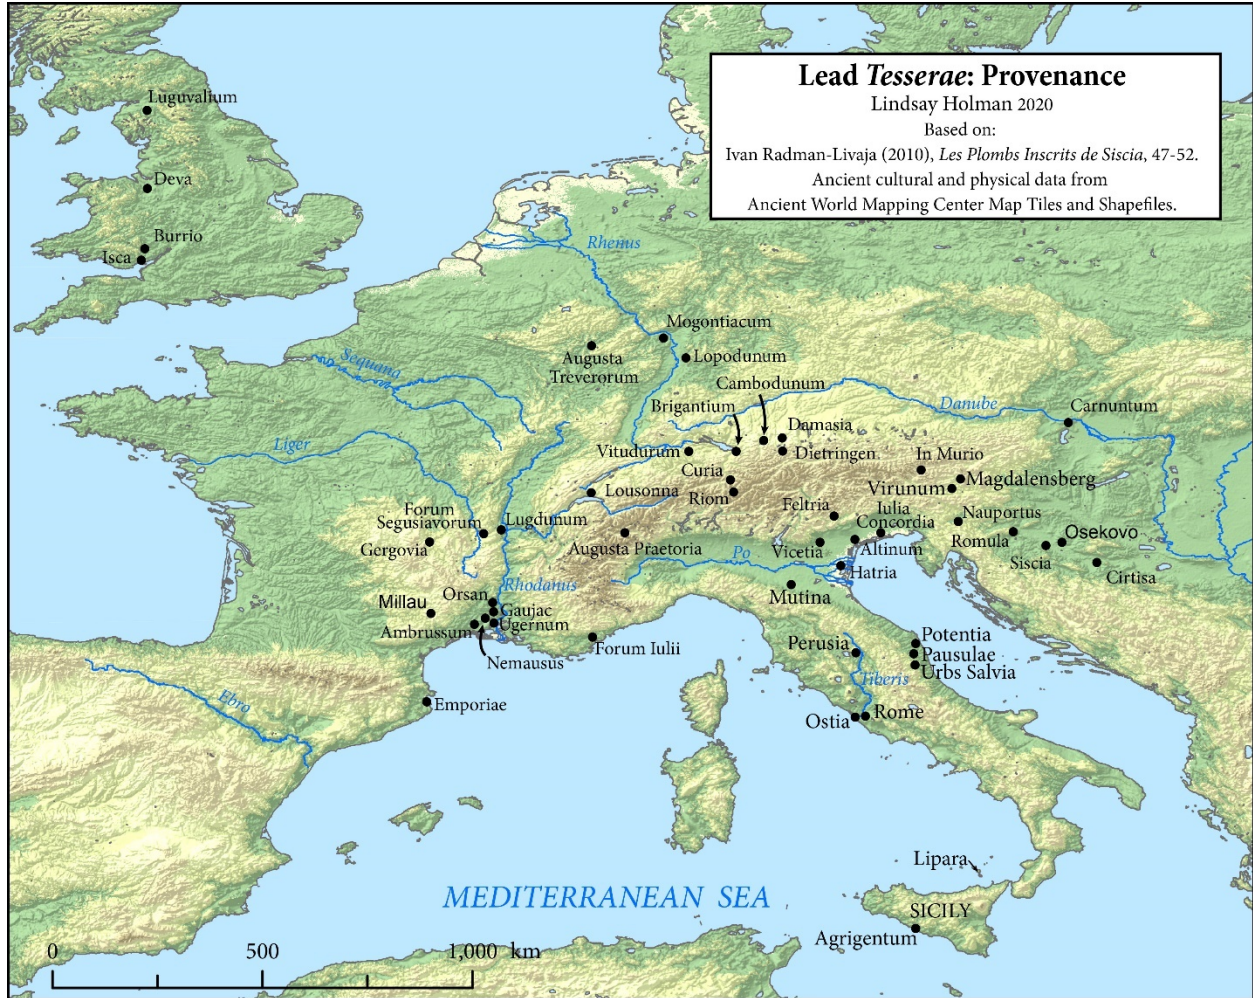 Lead Tesserae: Provenance
Lindsay Holman 2020
Based on:
Ivan Radman-Livaja (2010), Les Plombs Inscrits de Siscia, 47-52.
Ancient cultural and physical data from
Ancient World Mapping Center Map Tiles and Shapefiles.
Luguvalium
Deva
Burrio
Isca
Rhenus
Mogontiacum
Augusta
Treverorum
Lopodunum
Sequana
Cambodunum
Brigantium
Danube
Carnuntum
Damasia
Liger
Vitudurum
Dietringen
In Murio
Curia
Magdalensberg
Lousonna
Riom
Virunum
Forum
Segusiavorum
Lugdunum
Feltria
Iulia
Concordia
Nauportus
Gergovia
Augusta Praetoria
Vicetia
Altinum
Romula
Osekovo
Siscia
Po
Hatria
Cirtisa
Rhodanus
Orsan
Mutina
Millau
Gaujac
Ugernum
Ambrussum
Nemausus
Forum Iulii
Perusia
Potentia
Pausulae
Urbs Salvia
Tiberis
Ebro
Emporiae
Ostia
Rome
Lipara
MEDITERRANEAN SEA
SICILY
Agrigentum
0 500 1,000 km